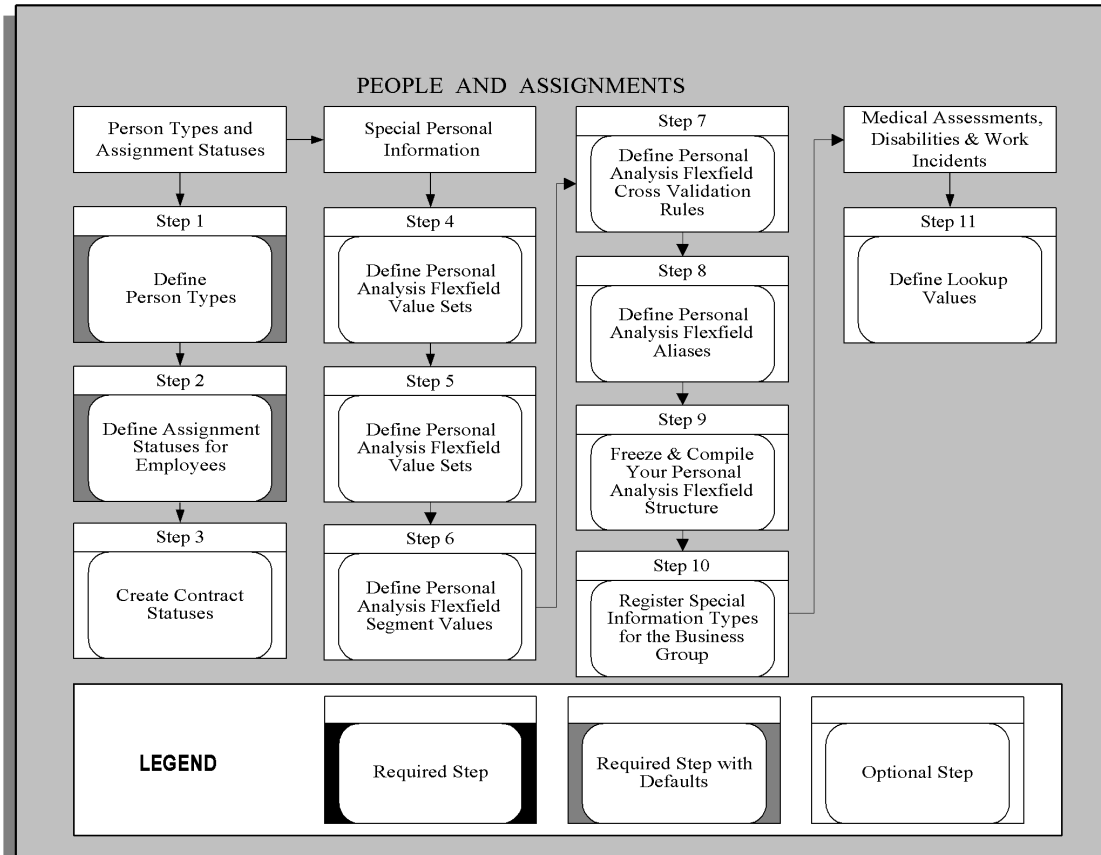 PEOPLE AND ASSIGNMENTS
Person Types and
Assignment Statuses
Step 1
Define
Person Types
Step 2
Define Assignment
Statuses for
Employees
Step 3
Create Contract
Statuses
Special Personal
Information
Step 4
Define Personal
Analysis Flexfield
Value Sets
Step 5
Define Personal
Analysis Flexfield
Value Sets
Step 6
Define Personal
Analysis Flexfield
Segment Values
Step 7
Define Personal
Analysis Flexfield
Cross Validation
Rules
Step 8
Define Personal
Analysis Flexfield
Aliases
Step 9
Freeze & Compile
Your Personal
Analysis Flexfield
Structure
Step 10
Register Special
Information Types
for the Business
Group
Medical Assessments,
Disabilities & Work
Incidents
Step 11
Define Lookup
Values
LEGEND
Required Step
Required Step with
Defaults
Optional Step